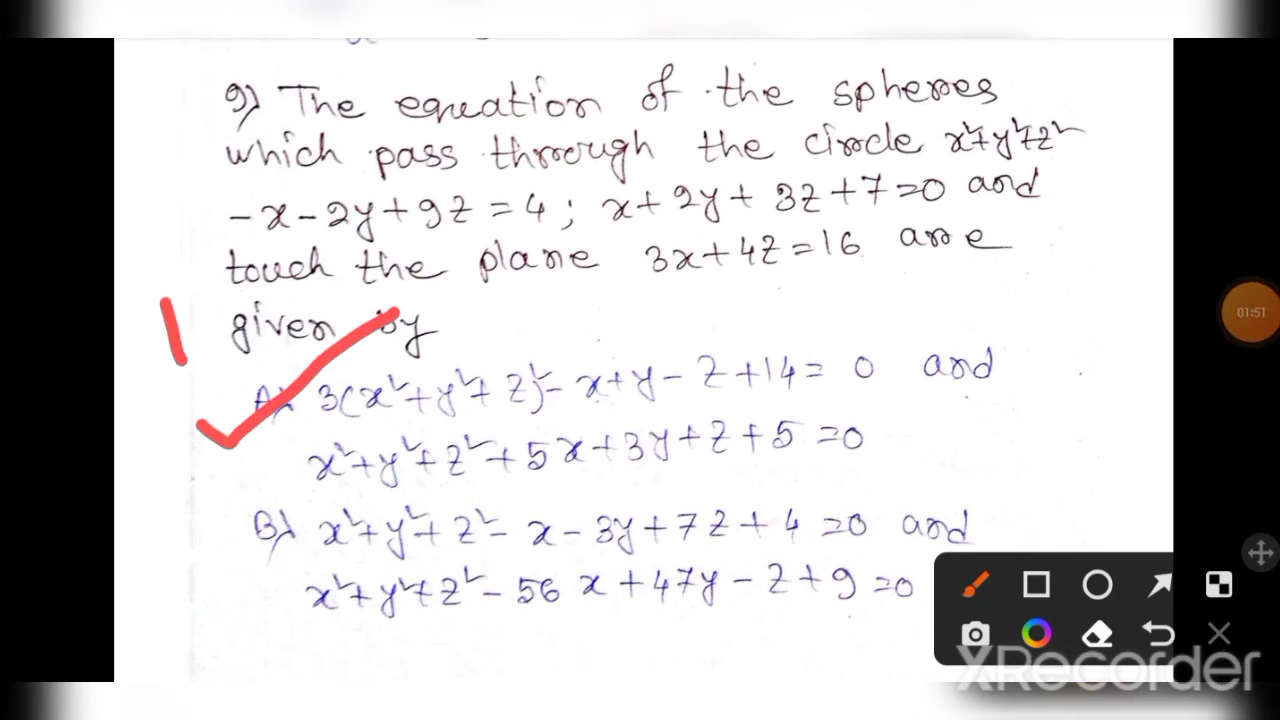 9) The equation of the spheres
which pass through the circle x²+y²+z²
-x-2y+9z=4; x+2y+3z+7=0 and
touch the plane 3x+4z=16 are
given by
A) 3(x²+y²+z)²-x+y-z+14=0 and
x²+y²+z²+5x+3y+z+5=0
B) x²+y²+z²-x-3y+7z+4=0 and
x²+y²+z²-56x+47y-z+9=0
01:51
XRecorder